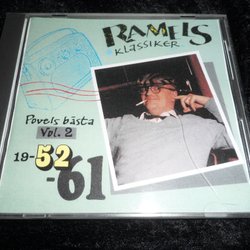 RAMELS
KLASSIKER
Povels bästa
Vol. 2
19-52
-61